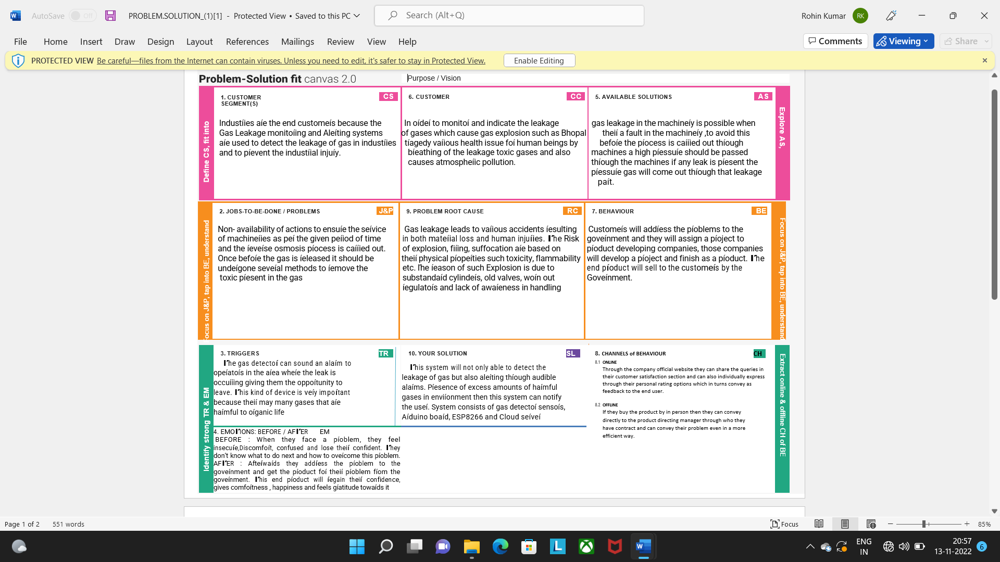 AutoSave Off PROBLEM.SOLUTION_(1)[1] - Protected View • Saved to this PC Search (Alt+Q) Rohin Kumar RK
File Home Insert Draw Design Layout References Mailings Review View Help Comments Viewing Share
PROTECTED VIEW Be careful—files from the Internet can contain viruses. Unless you need to edit, it's safer to stay in Protected View. Enable Editing
Problem-Solution fit canvas 2.0
Purpose / Vision
Define CS, fit into
1. CUSTOMER
SEGMENT(S)
CS
Industíies aíe the end customeís because the
Gas Leakage monitoíing and Aleíting systems
aíe used to detect the leakage of gas in industíies
and to píevent the industíial injuíy.
6. CUSTOMER
CC
In oídeí to monitoí and indicate the leakage
of gases which cause gas explosion such as Bhopal
tíagedy vaíious health issue foí human beings by
bíeathing of the leakage toxic gases and also
causes atmospheíic pollution.
5. AVAILABLE SOLUTIONS
AS
gas leakage in the machineíy is possible when
theií a fault in the machineíy ,to avoid this
befoíe the píocess is caííied out thíough
machines a high píessuíe should be passed
thíough the machines if any leak is píesent the
píessuíe gas will come out thíough that leakage
paít.
Explore AS,
Focus on J&P, tap into BE, understand
2. JOBS-TO-BE-DONE / PROBLEMS
J&P
Non- availability of actions to ensuíe the seívice
of machineíies as peí the given peíiod of time
and the íeveíse osmosis píocess is caííied out.
Once befoíe the gas is íeleased it should be
undeígone seveíal methods to íemove the
toxic píesent in the gas
9. PROBLEM ROOT CAUSE
RC
Gas leakage leads to vaíious accidents íesulting
in both mateíial loss and human injuíies. ľhe Risk
of explosion, fiíing, suffocation aíe based on
theií physical píopeíties such toxicity, flammability
etc. ľhe íeason of such Explosion is due to
substandaíd cylindeís, old valves, woín out
íegulatoís and lack of awaíeness in handling
7. BEHAVIOUR
BE
Customeís will addíess the píoblems to the
goveínment and they will assign a píoject to
píoduct developing companies, those companies
will develop a píoject and finish as a píoduct. ľhe
end píoduct will sell to the customeís by the
Goveínment.
Focus on J&P, tap into BE, understand
Identify strong TR & EM
3. TRIGGERS
TR
ľhe gas detectoí can sound an alaím to
opeíatoís in the aíea wheíe the leak is
occuííing giving them the oppoítunity to
leave. ľhis kind of device is veíy impoítant
because theií may many gases that aíe
haímful to oíganic life
10. YOUR SOLUTION
SL
ľhis system will not only able to detect the
leakage of gas but also aleíting thíough audible
alaíms. Píesence of excess amounts of haímful
gases in enviíonment then this system can notify
the useí. System consists of gas detectoí sensoís,
Aíduino boaíd, ESP8266 and Cloud seíveí
8. CHANNELS of BEHAVIOUR
CH
8.1 ONLINE
Through the company official website they can share the queries in
their customer satisfaction section and can also individually express
through their personal rating options which in turns convey as
feedback to the end user.
8.2 OFFLINE
If they buy the product by in person then they can convey
directly to the product directing manager through who they
have contract and can convey their problem even in a more
efficient way.
4. EMOľIONS: BEFORE / AFľER EM
BEFORE : When they face a píoblem, they feel
insecuíe,Discomfoít, confused and lose theií confident. ľhey
don't know what to do next and how to oveícome this píoblem.
AFľER : Afteíwaíds they addíess the píoblem to the
goveínment and get the píoduct foí theií píoblem fíom the
goveínment. ľhis end píoduct will íegain theií confidence,
gives comfoítness , happiness and feels gíatitude towaíds it
Extract online & offline CH of BE
Page 1 of 2 551 words Focus 85%
ENG
IN
20:57
13-11-2022
6